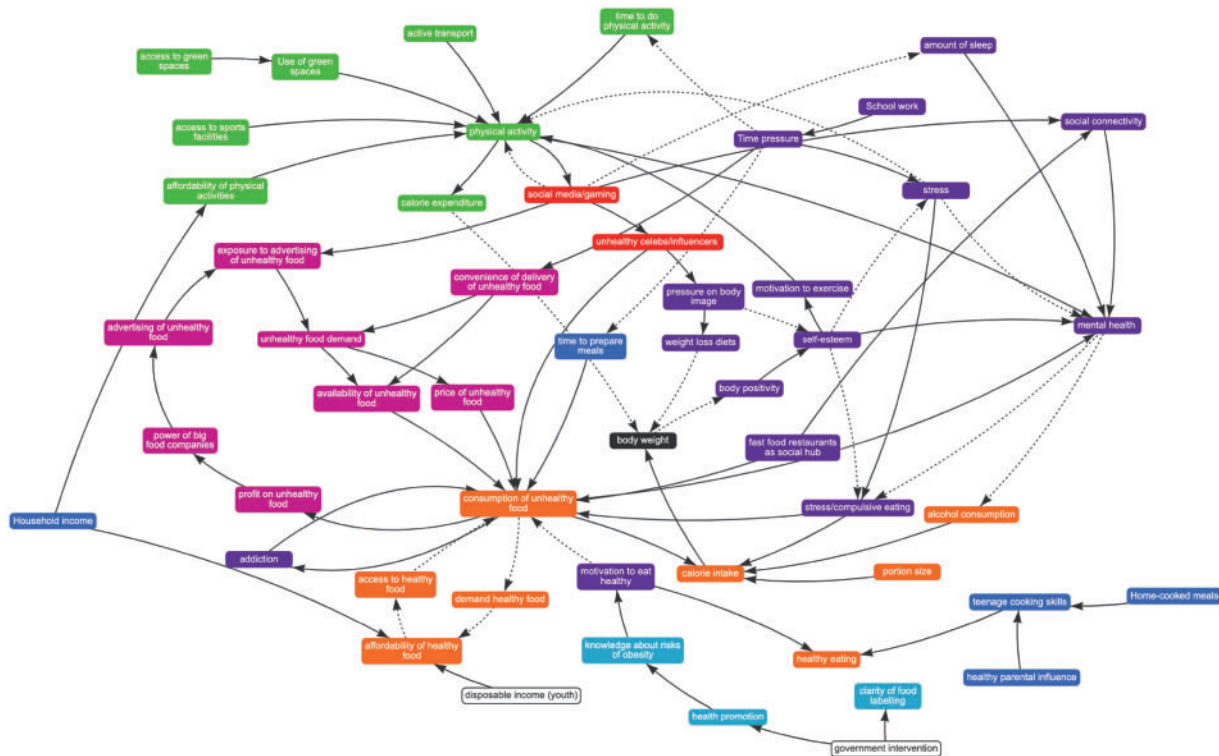 time to do
physical activity
active transport
amount of sleep
access to green
spaces
Use of green
spaces
School work
access to sports
facilities
physical activity
Time pressure
social connectivity
affordability of physical
activities
calorie expenditure
social media/gaming
stress
exposure to advertising
of unhealthy food
unhealthy celebs/influencers
convenience of delivery
of unhealthy food
pressure on body
image
motivation to exercise
advertising of unhealthy
food
unhealthy food demand
time to prepare
meals
weight loss diets
self-esteem
mental health
availability of unhealthy
food
price of unhealthy
food
body positivity
power of big
food companies
body weight
fast food restaurants
as social hub
profit on unhealthy
food
consumption of unhealthy
food
stress/compulsive eating
alcohol consumption
Household income
addiction
access to healthy
food
demand healthy food
motivation to eat
healthy
calorie intake
portion size
teenage cooking skills
Home-cooked meals
affordability of healthy
food
knowledge about risks
of obesity
healthy eating
healthy parental influence
disposable income (youth)
clarity of food
labelling
health promotion
government intervention